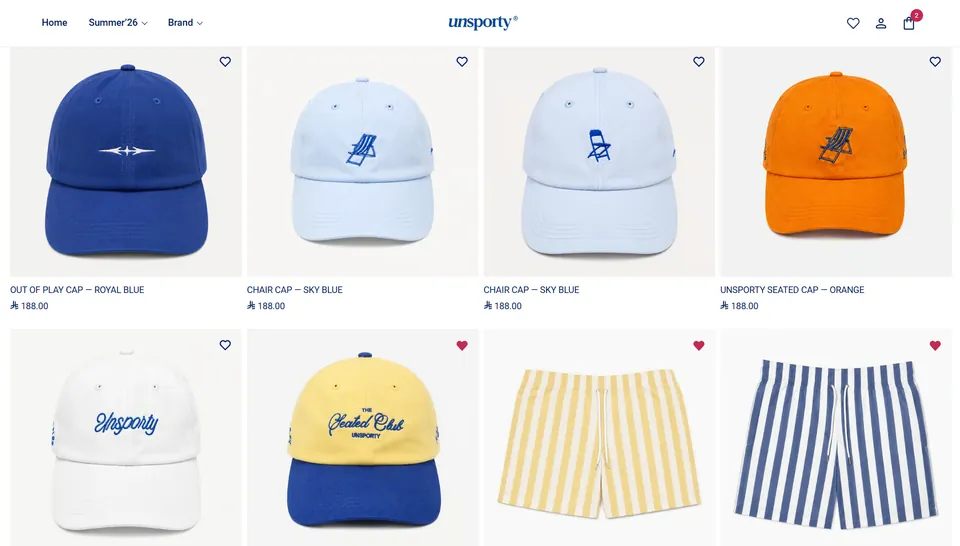 Home
Summer'26
Brand
unsporty®
2
OUT OF PLAY CAP — ROYAL BLUE
CHAIR CAP — SKY BLUE
CHAIR CAP — SKY BLUE
UNSPORTY SEATED CAP — ORANGE
188.00
188.00
188.00
188.00
Unsporty
THE
Seated Club
UNSPORTY